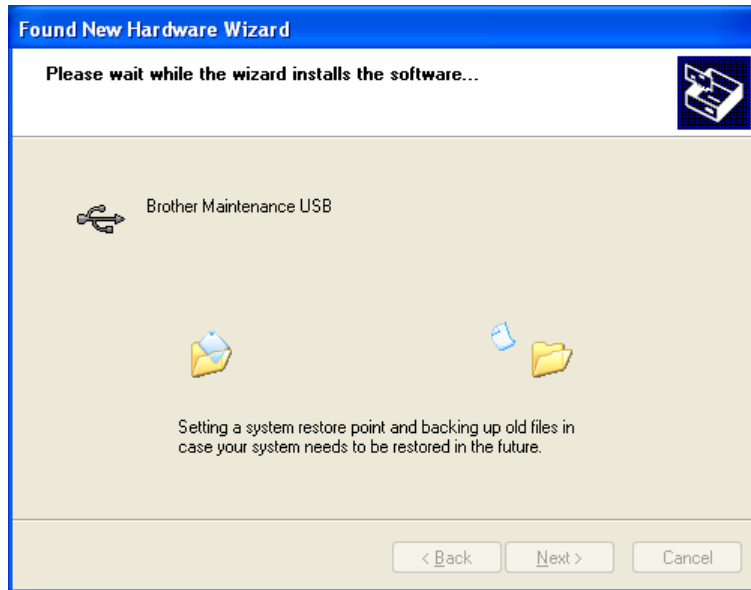 Found New Hardware Wizard
Please wait while the wizard installs the software...
Brother Maintenance USB
Setting a system restore point and backing up old files in
case your system needs to be restored in the future.
< Back
Next >
Cancel